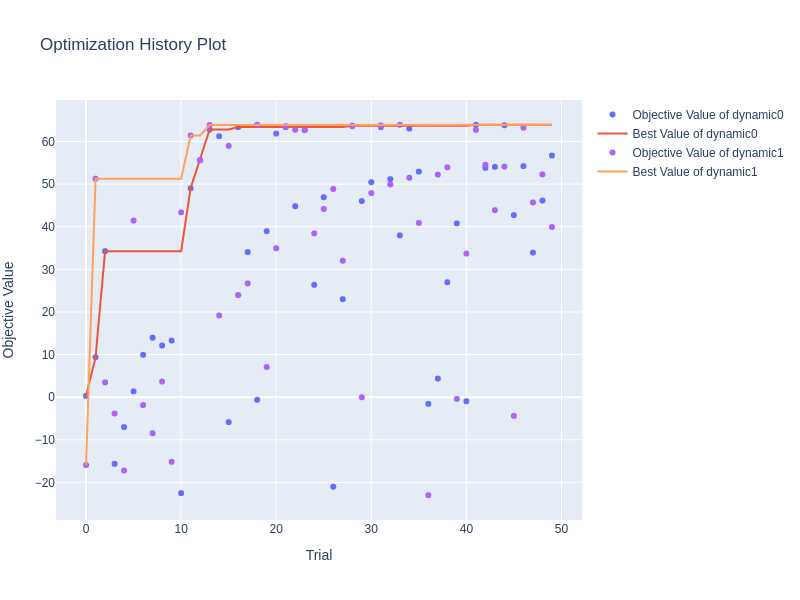 Optimization History Plot
Objective Value of dynamic0
Best Value of dynamic0
Objective Value of dynamic1
Best Value of dynamic1
Objective Value
60
50
40
30
20
10
0
−10
−20
0 10 20 30 40 50
Trial